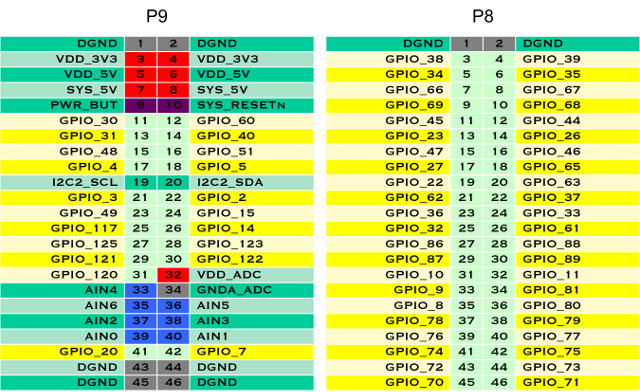 P9 P8
DGND 1 2 DGND DGND 1 2 DGND
VDD_3V3 3 4 VDD_3V3 GPIO_38 3 4 GPIO_39
VDD_5V 5 6 VDD_5V GPIO_34 5 6 GPIO_35
SYS_5V 7 8 SYS_5V GPIO_66 7 8 GPIO_67
PWR_BUT 9 10 SYS_RESETN GPIO_69 9 10 GPIO_68
GPIO_30 11 12 GPIO_60 GPIO_45 11 12 GPIO_44
GPIO_31 13 14 GPIO_40 GPIO_23 13 14 GPIO_26
GPIO_48 15 16 GPIO_51 GPIO_47 15 16 GPIO_46
GPIO_4 17 18 GPIO_5 GPIO_27 17 18 GPIO_65
I2C2_SCL 19 20 I2C2_SDA GPIO_22 19 20 GPIO_63
GPIO_3 21 22 GPIO_2 GPIO_62 21 22 GPIO_37
GPIO_49 23 24 GPIO_15 GPIO_36 23 24 GPIO_33
GPIO_117 25 26 GPIO_14 GPIO_32 25 26 GPIO_61
GPIO_125 27 28 GPIO_123 GPIO_86 27 28 GPIO_88
GPIO_121 29 30 GPIO_122 GPIO_87 29 30 GPIO_89
GPIO_120 31 32 VDD_ADC GPIO_10 31 32 GPIO_11
AIN4 33 34 GNDA_ADC GPIO_9 33 34 GPIO_81
AIN6 35 36 AIN5 GPIO_8 35 36 GPIO_80
AIN2 37 38 AIN3 GPIO_78 37 38 GPIO_79
AIN0 39 40 AIN1 GPIO_76 39 40 GPIO_77
GPIO_20 41 42 GPIO_7 GPIO_74 41 42 GPIO_75
DGND 43 44 DGND GPIO_72 43 44 GPIO_73
DGND 45 46 DGND GPIO_70 45 46 GPIO_71